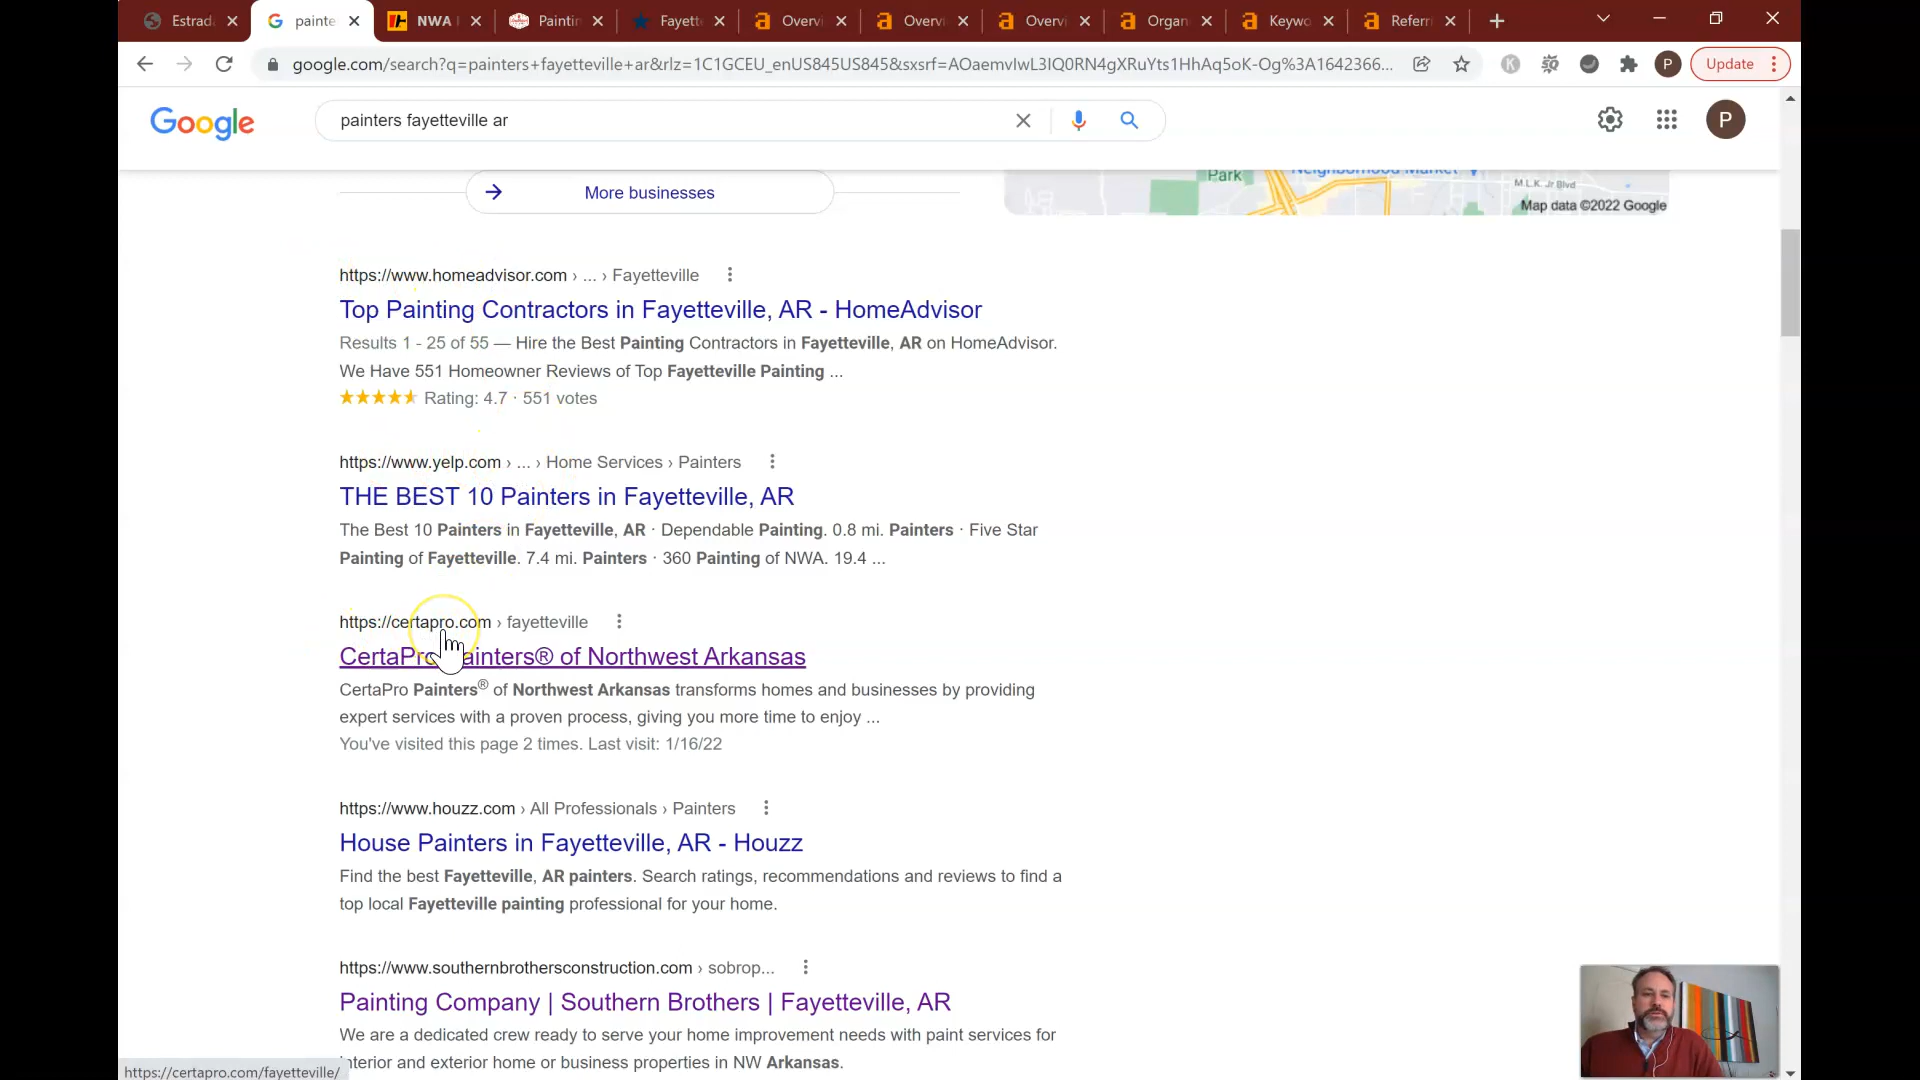 Estrad
painte
NWA
Paintin
Fayett
Overvi
Overvi
Overvi
Organ
Keywo
Referri
google.com/search?q=painters+fayetteville+ar&rlz=1C1GCEU_enUS845US845&sxsrf=AOaemvIwL3IQ0RN4gXRuYts1HhAq5oK-Og%3A1642366...
K
P
Update
Google
painters fayetteville ar
P
More businesses
Park
Neighborhood Market
M.L.K. Jr Blvd
Map data ©2022 Google
https://www.homeadvisor.com › ... › Fayetteville
Top Painting Contractors in Fayetteville, AR - HomeAdvisor
Results 1 - 25 of 55 — Hire the Best Painting Contractors in Fayetteville, AR on HomeAdvisor.
We Have 551 Homeowner Reviews of Top Fayetteville Painting ...
Rating: 4.7 · 551 votes
https://www.yelp.com › ... › Home Services › Painters
THE BEST 10 Painters in Fayetteville, AR
The Best 10 Painters in Fayetteville, AR · Dependable Painting. 0.8 mi. Painters · Five Star
Painting of Fayetteville. 7.4 mi. Painters · 360 Painting of NWA. 19.4 ...
https://certapro.com › fayetteville
CertaPro Painters® of Northwest Arkansas
CertaPro Painters® of Northwest Arkansas transforms homes and businesses by providing
expert services with a proven process, giving you more time to enjoy ...
You've visited this page 2 times. Last visit: 1/16/22
https://www.houzz.com › All Professionals › Painters
House Painters in Fayetteville, AR - Houzz
Find the best Fayetteville, AR painters. Search ratings, recommendations and reviews to find a
top local Fayetteville painting professional for your home.
https://www.southernbrothersconstruction.com › sobrop...
Painting Company | Southern Brothers | Fayetteville, AR
We are a dedicated crew ready to serve your home improvement needs with paint services for
interior and exterior home or business properties in NW Arkansas.
https://certapro.com/fayetteville/